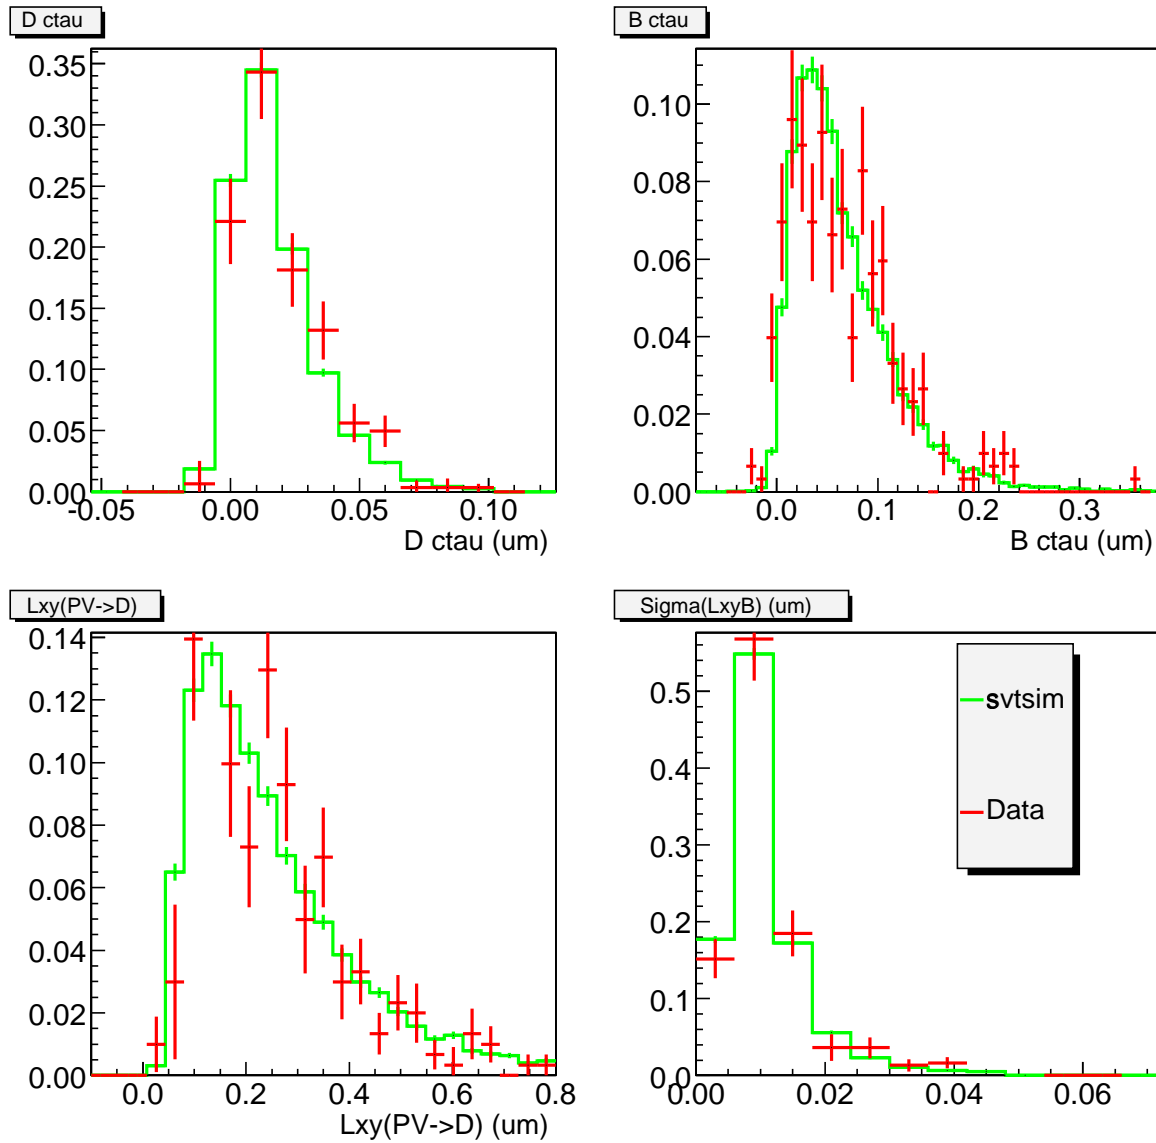 D ctau
0.35
0.30
0.25
0.20
0.15
0.10
0.05
0.00
-0.05 0.00 0.05 0.10
D ctau (um)
B ctau
0.10
0.08
0.06
0.04
0.02
0.00
0.0 0.1 0.2 0.3
B ctau (um)
Lxy(PV->D)
0.14
0.12
0.10
0.08
0.06
0.04
0.02
0.00
0.0 0.2 0.4 0.6 0.8
Lxy(PV->D) (um)
Sigma(LxyB) (um)
0.5
0.4
0.3
0.2
0.1
0.0
0.00 0.02 0.04 0.06
svtsim
Data